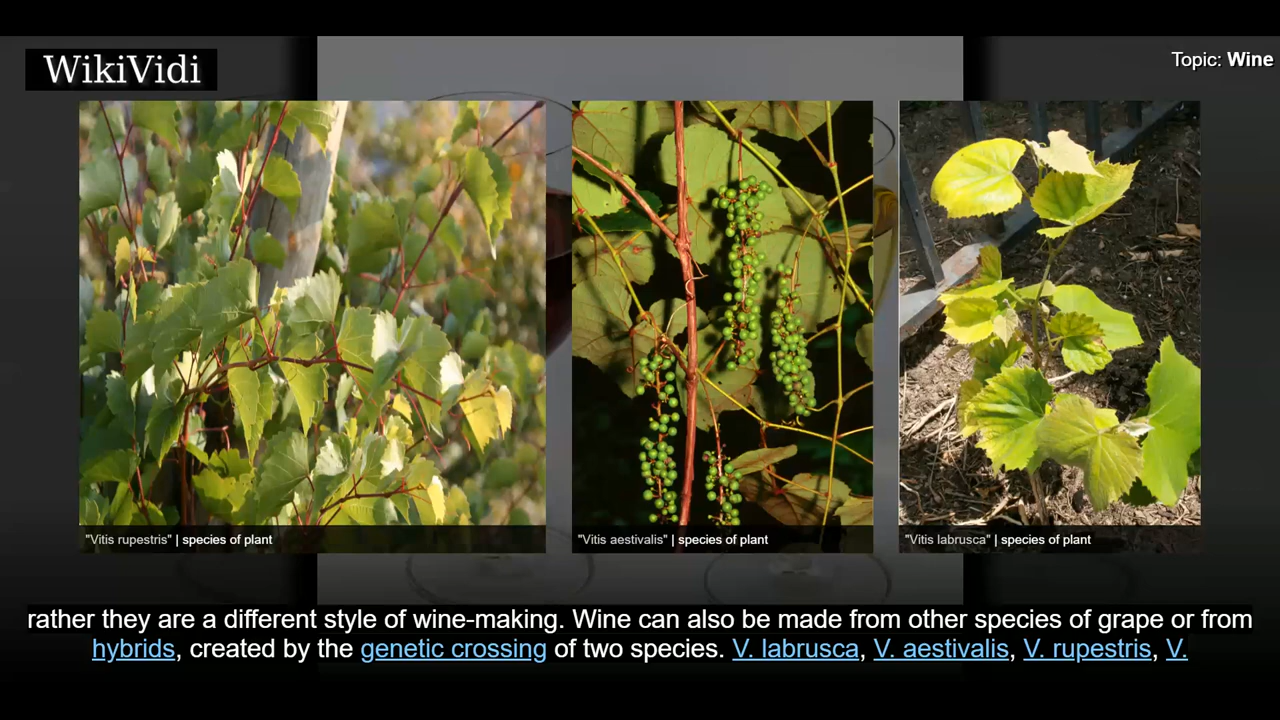 WikiVidi
Topic: Wine
"Vitis rupestris" | species of plant
"Vitis aestivalis" | species of plant
"Vitis labrusca" | species of plant
rather they are a different style of wine-making. Wine can also be made from other species of grape or from
hybrids, created by the genetic crossing of two species. V. labrusca, V. aestivalis, V. rupestris, V.